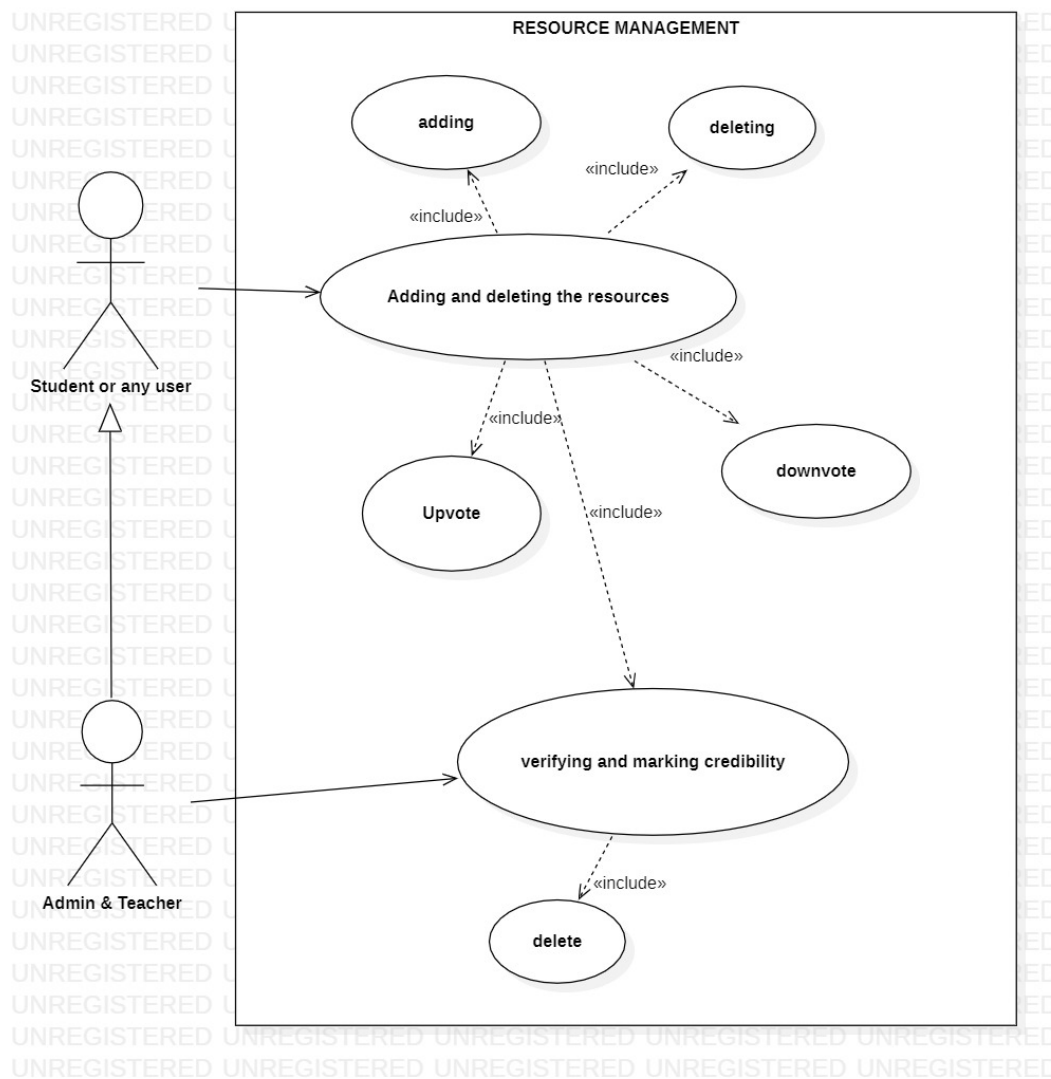 RESOURCE MANAGEMENT
adding
deleting
«include»
«include»
Adding and deleting the resources
«include»
Student or any user
«include»
downvote
Upvote
«include»
verifying and marking credibility
«include»
Admin & Teacher
delete
UNREGISTERED UNREGISTERED UNREGISTERED UNREGISTERED UNREGISTERED